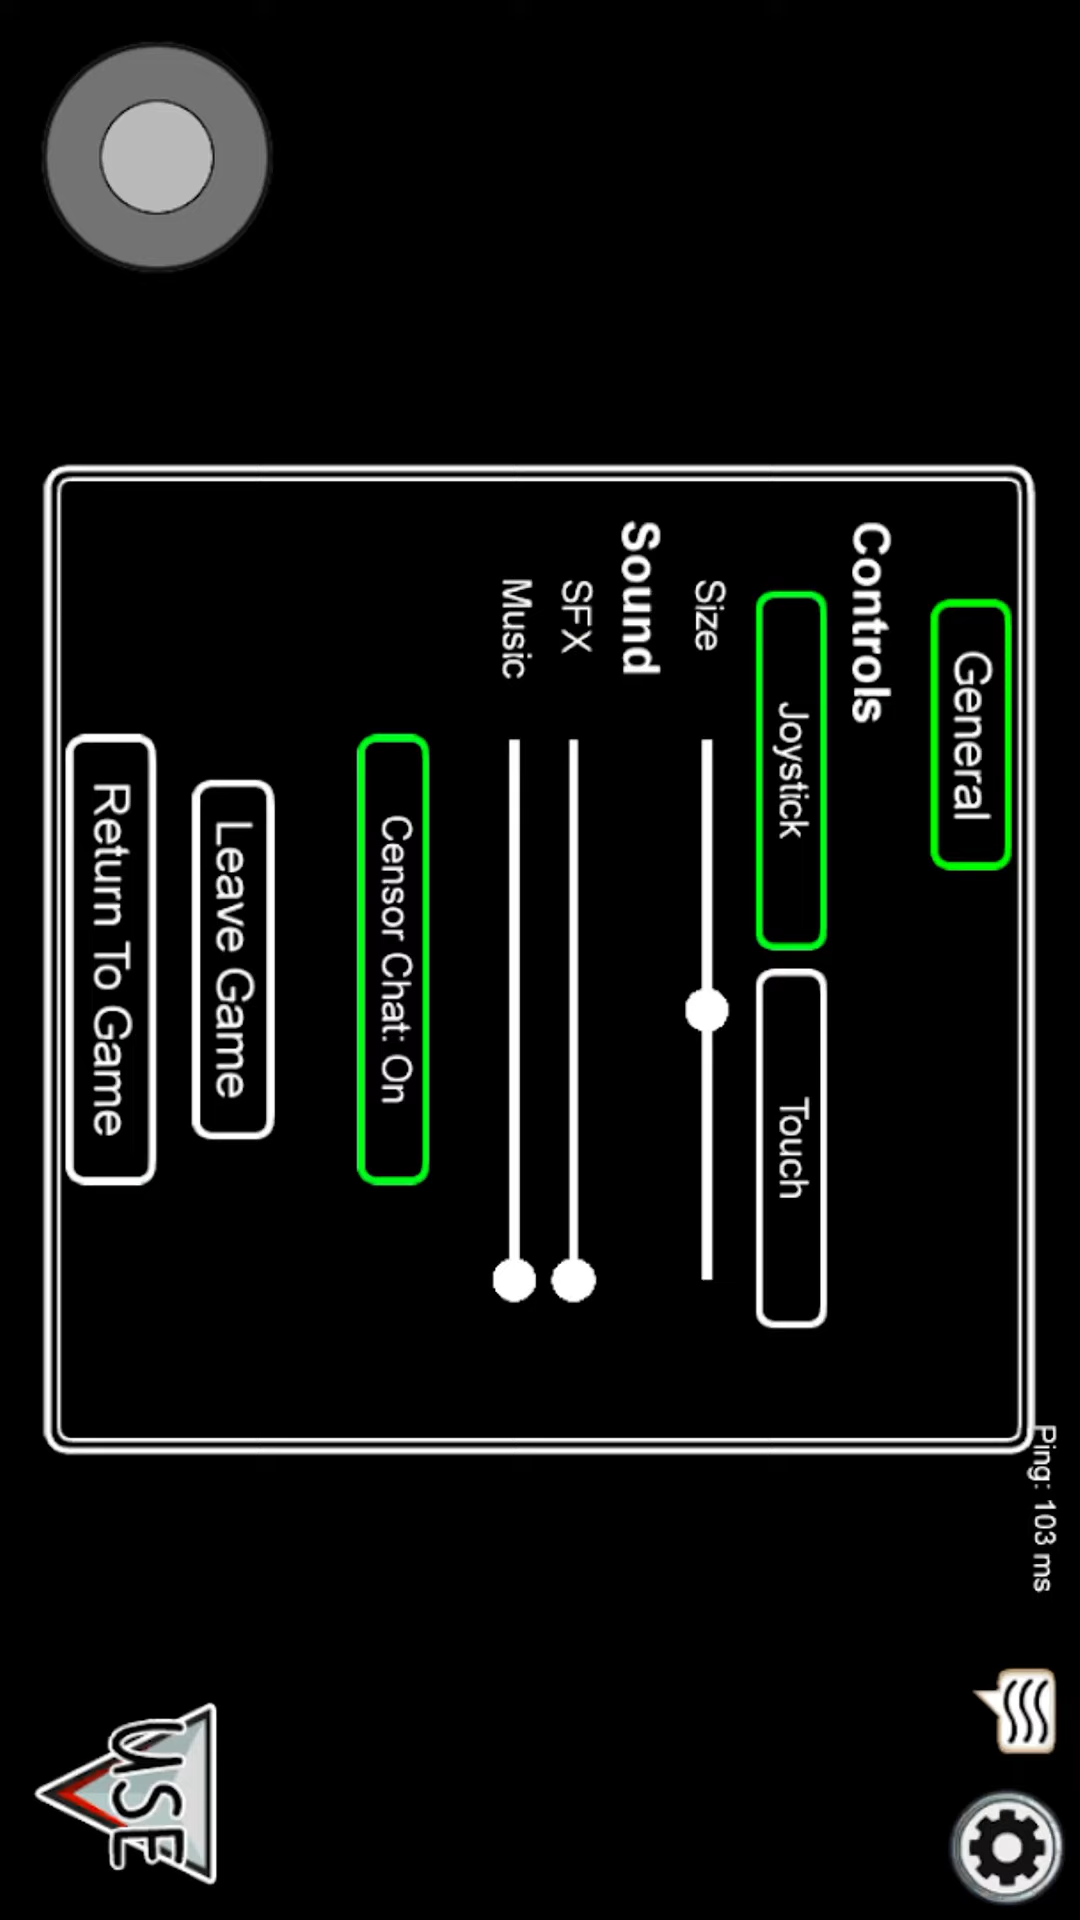 Ping: 103 ms
General
Controls
Joystick
Touch
Size
Sound
SFX
Music
Censor Chat: On
Leave Game
Return To Game
USE